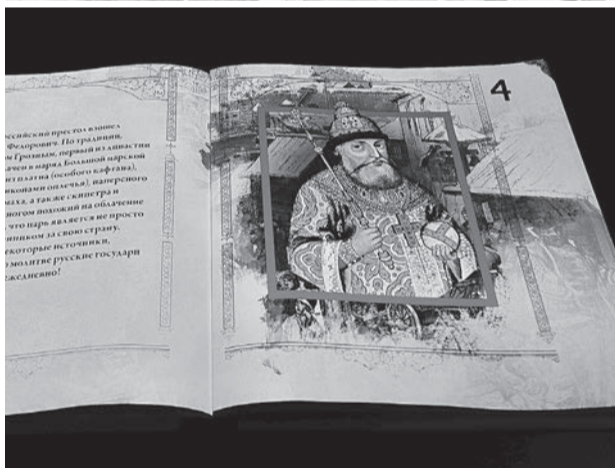 оссийский престол взошел
Федорович. По традиции,
м Грозным, первый из династии
ачен в наряд Большой царской
ит платна (особого кафтана),
иконами оплечья), наперсного
маха, а также скипетра и
ногом похожий на облачение
что царь является не просто
нником за свою страну.
екоторые источники,
о молитве русские государи
жедневно!
4